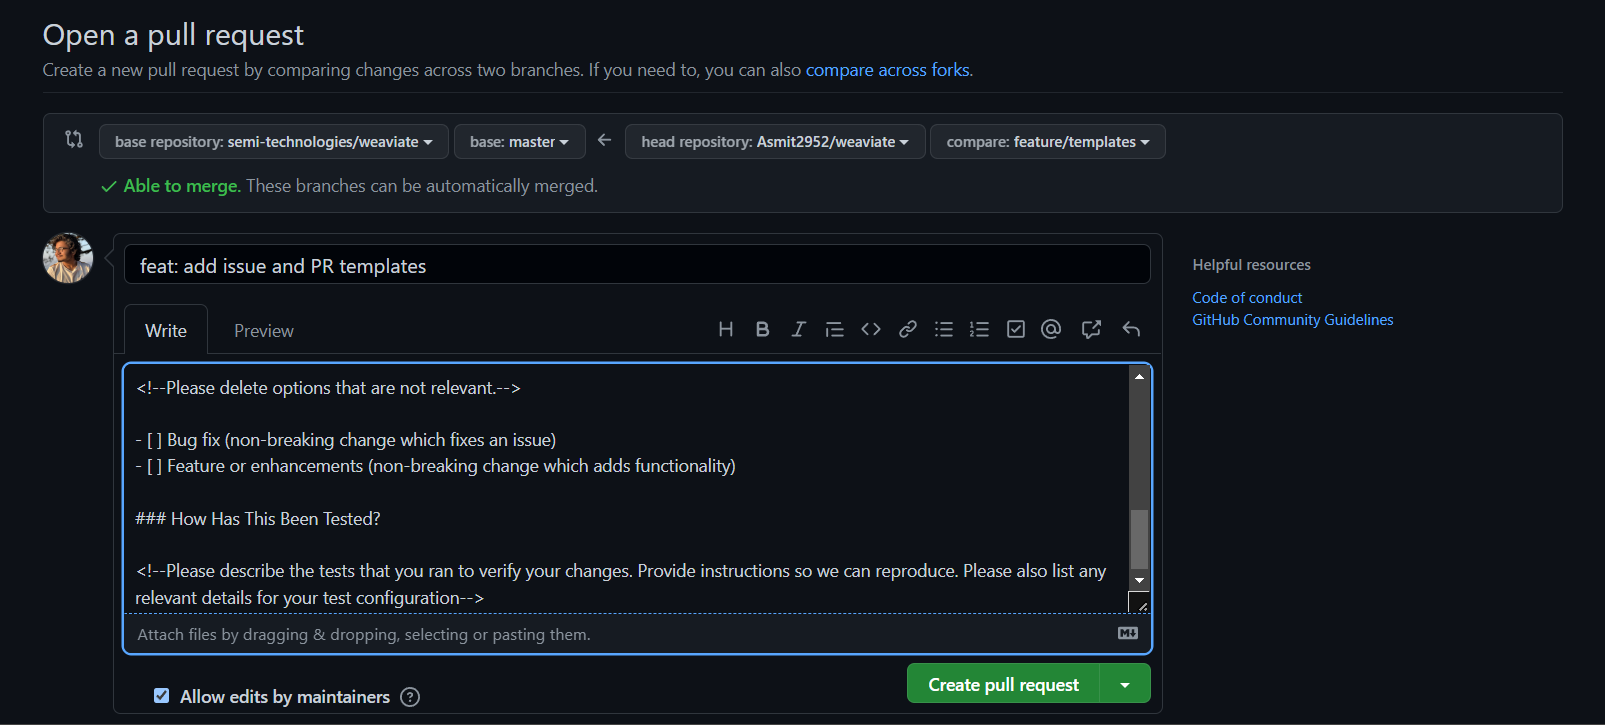 Open a pull request
Create a new pull request by comparing changes across two branches. If you need to, you can also compare across forks.
base repository: semi-technologies/weaviate base: master head repository: Asmit2952/weaviate compare: feature/templates
Able to merge. These branches can be automatically merged.
feat: add issue and PR templates
Write Preview
<!--Please delete options that are not relevant.-->
- [ ] Bug fix (non-breaking change which fixes an issue)
- [ ] Feature or enhancements (non-breaking change which adds functionality)
### How Has This Been Tested?
<!--Please describe the tests that you ran to verify your changes. Provide instructions so we can reproduce. Please also list any
relevant details for your test configuration-->
Attach files by dragging & dropping, selecting or pasting them.
Allow edits by maintainers
Create pull request
Helpful resources
Code of conduct
GitHub Community Guidelines